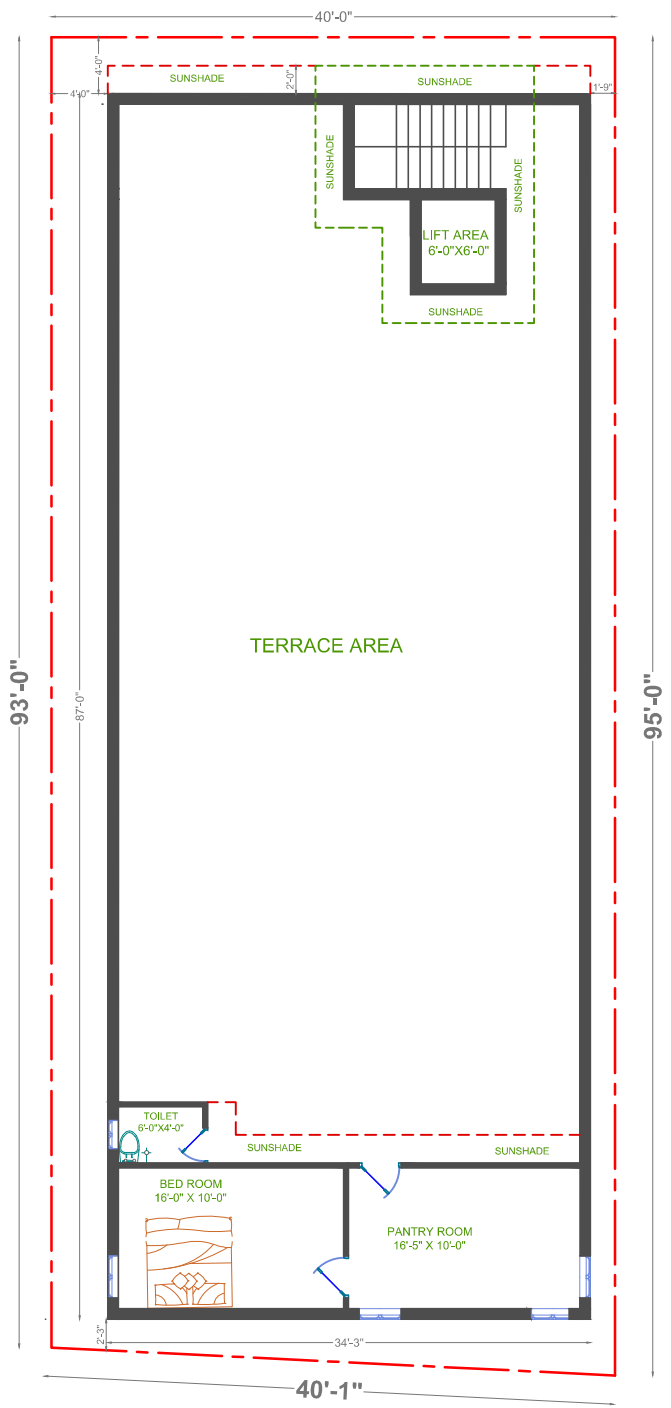 40'-0"
4'-0"
SUNSHADE
2'-0"
SUNSHADE
4'-0"
1'-9"
SUNSHADE
SUNSHADE
LIFT AREA
6'-0"X6'-0"
SUNSHADE
TERRACE AREA
93'-0"
87'-0"
95'-0"
TOILET
6'-0"X4'-0"
SUNSHADE
SUNSHADE
BED ROOM
16'-0" X 10'-0"
PANTRY ROOM
16'-5" X 10'-0"
2'-3"
34'-3"
40'-1"